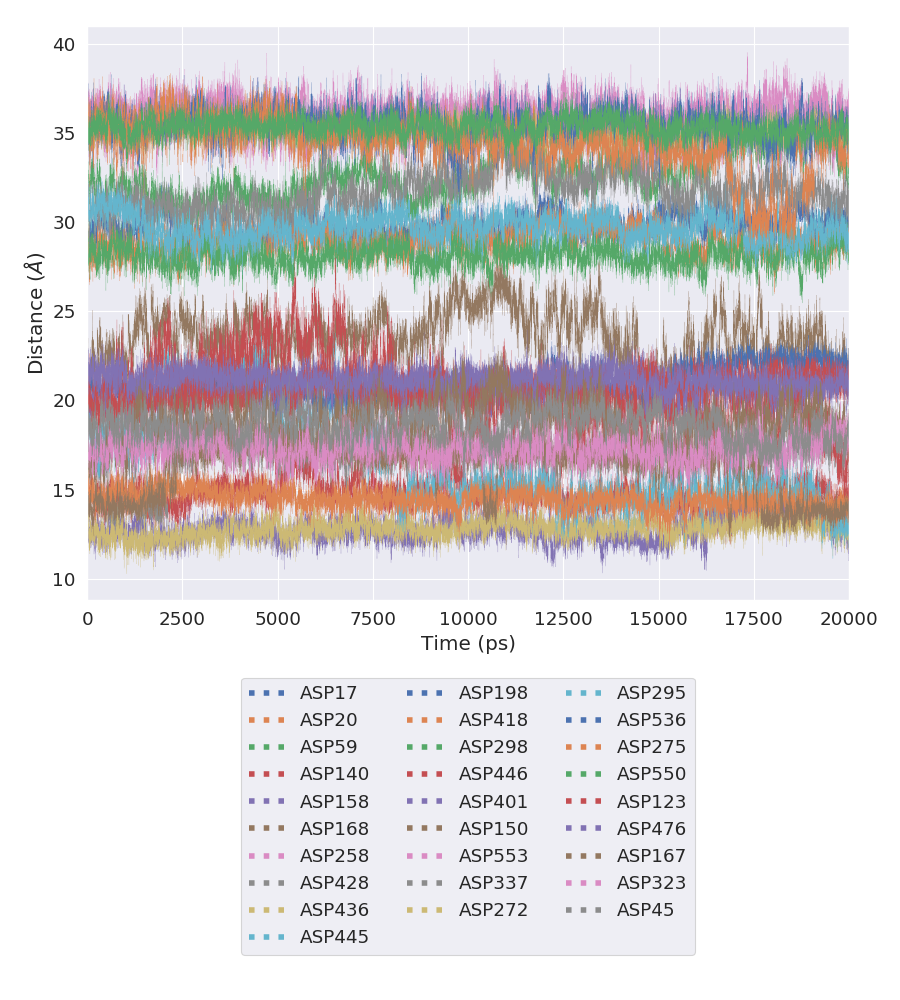 40
35
30
25
20
15
10
Distance (Å)
0 2500 5000 7500 10000 12500 15000 17500 20000
Time (ps)
ASP17 ASP198 ASP295
ASP20 ASP418 ASP536
ASP59 ASP298 ASP275
ASP140 ASP446 ASP550
ASP158 ASP401 ASP123
ASP168 ASP150 ASP476
ASP258 ASP553 ASP167
ASP428 ASP337 ASP323
ASP436 ASP272 ASP45
ASP445